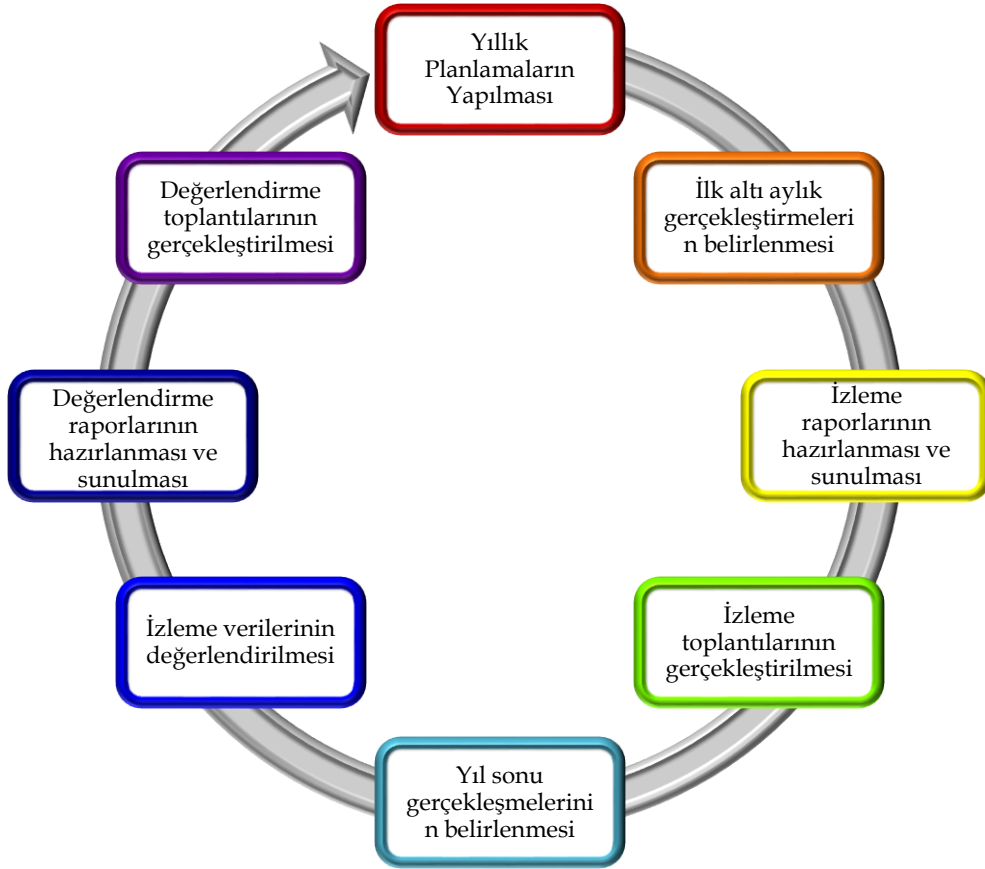 Yıllık
Planlamaların
Yapılması
İlk altı aylık
gerçekleştirmeleri
n belirlenmesi
İzleme
raporlarının
hazırlanması ve
sunulması
İzleme
toplantılarının
gerçekleştirilmesi
Yıl sonu
gerçekleşmelerini
n belirlenmesi
İzleme verilerinin
değerlendirilmesi
Değerlendirme
raporlarının
hazırlanması ve
sunulması
Değerlendirme
toplantılarının
gerçekleştirilmesi